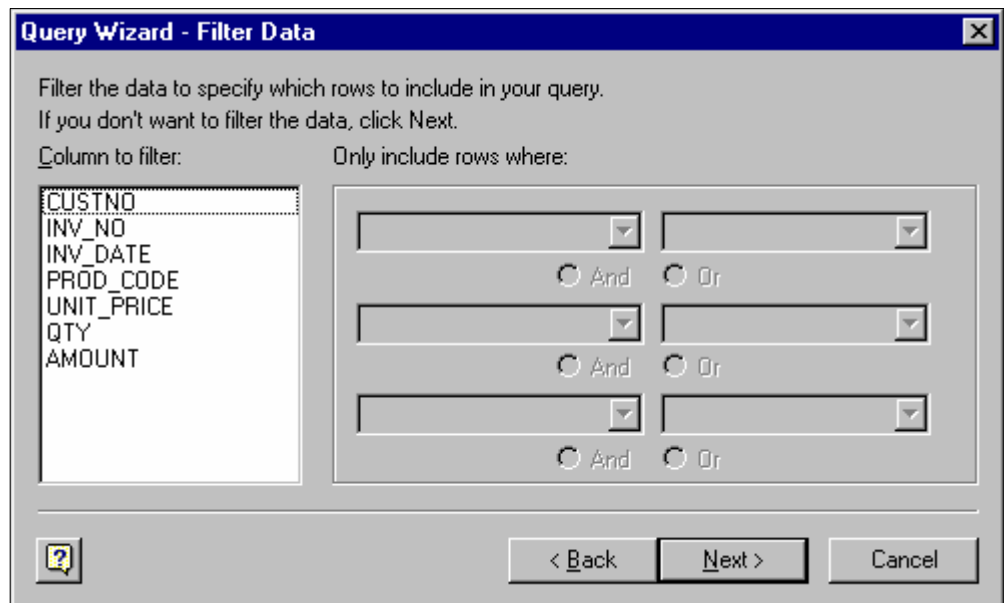 Query Wizard - Filter Data
Filter the data to specify which rows to include in your query.
If you don't want to filter the data, click Next.
Column to filter:
Only include rows where:
CUSTNO
INV_NO
INV_DATE
PROD_CODE
UNIT_PRICE
QTY
AMOUNT
And Or
And Or
And Or
?
< Back Next > Cancel